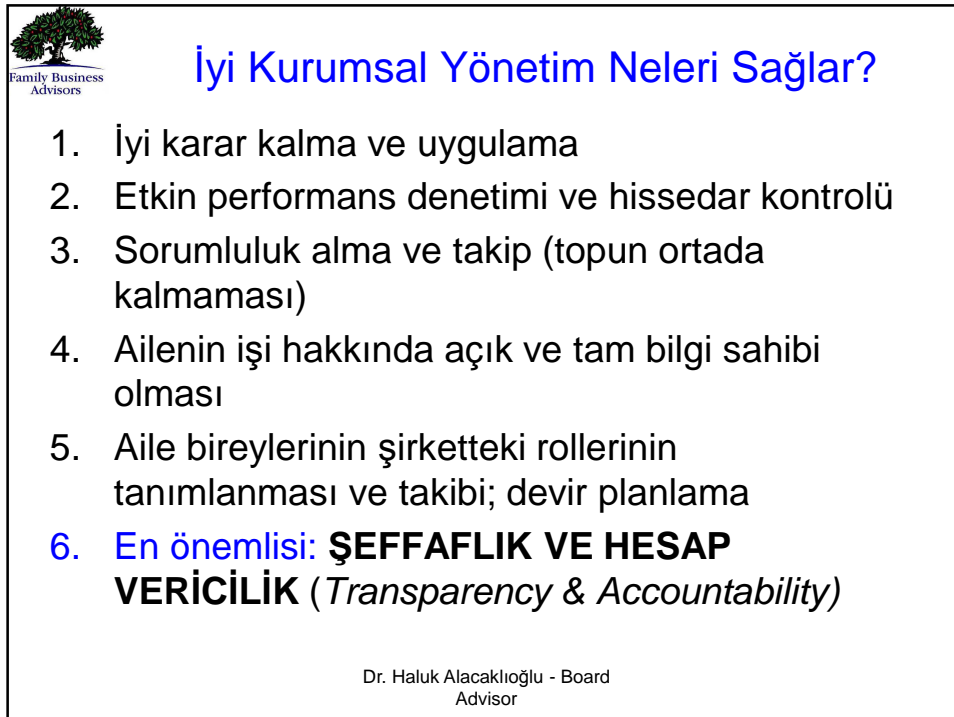 Family Business
Advisors
İyi Kurumsal Yönetim Neleri Sağlar?
1. İyi karar kalma ve uygulama
2. Etkin performans denetimi ve hissedar kontrolü
3. Sorumluluk alma ve takip (topun ortada
kalmaması)
4. Ailenin işi hakkında açık ve tam bilgi sahibi
olması
5. Aile bireylerinin şirketteki rollerinin
tanımlanması ve takibi; devir planlama
6. En önemlisi: ŞEFFAFLIK VE HESAP
VERİCİLİK (Transparency & Accountability)
Dr. Haluk Alacaklıoğlu - Board
Advisor